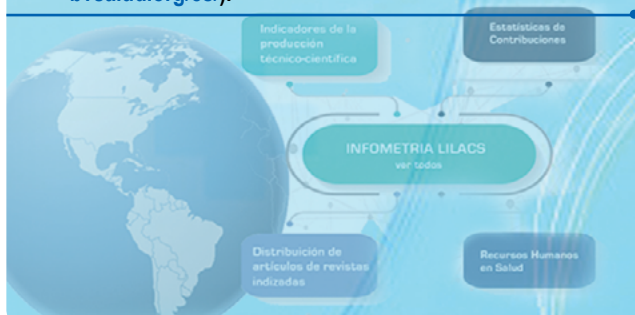 Indicadores de la
producción
técnico-científica
Estatísticas de
Contribuciones
INFOMETRIA LILACS
ver todos
Distribuición de
artículos de revistas
indizadas
Recursos Humanos
en Salud